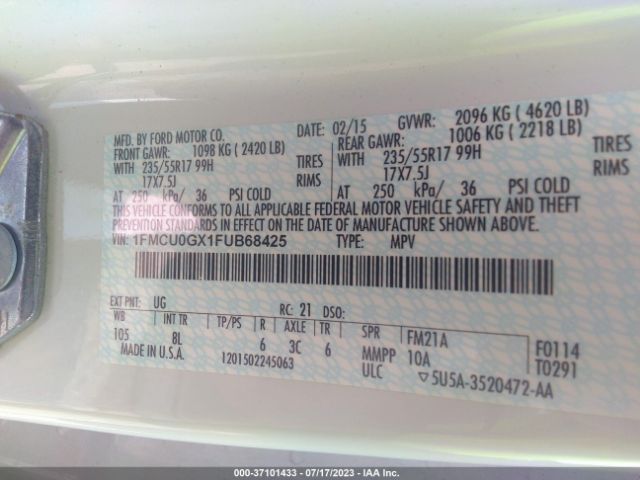 MFD. BY FORD MOTOR CO. DATE: 02/15 GVWR: 2096 KG ( 4620 LB)
FRONT GAWR: 1098 KG ( 2420 LB) REAR GAWR: 1006 KG ( 2218 LB)
WITH 235/55R17 99H TIRES WITH 235/55R17 99H TIRES
17X7.5J RIMS 17X7.5J RIMS
AT 250 kPa/ 36 PSI COLD AT 250 kPa/ 36 PSI COLD
THIS VEHICLE CONFORMS TO ALL APPLICABLE FEDERAL MOTOR VEHICLE SAFETY AND THEFT
PREVENTION STANDARDS IN EFFECT ON THE DATE OF MANUFACTURE SHOWN ABOVE.
VIN: 1FMCU0GX1FUB68425 TYPE: MPV
EXT PNT: UG RC: 21 DSO:
WB INT TR TP/PS R AXLE TR SPR FM21A
105 8L 6 3C 6 MMPP 10A F0114
MADE IN U.S.A. 1201502245063 ULC ▽5U5A-3520472-AA T0291
000-37101433 - 07/17/2023 - IAA Inc.